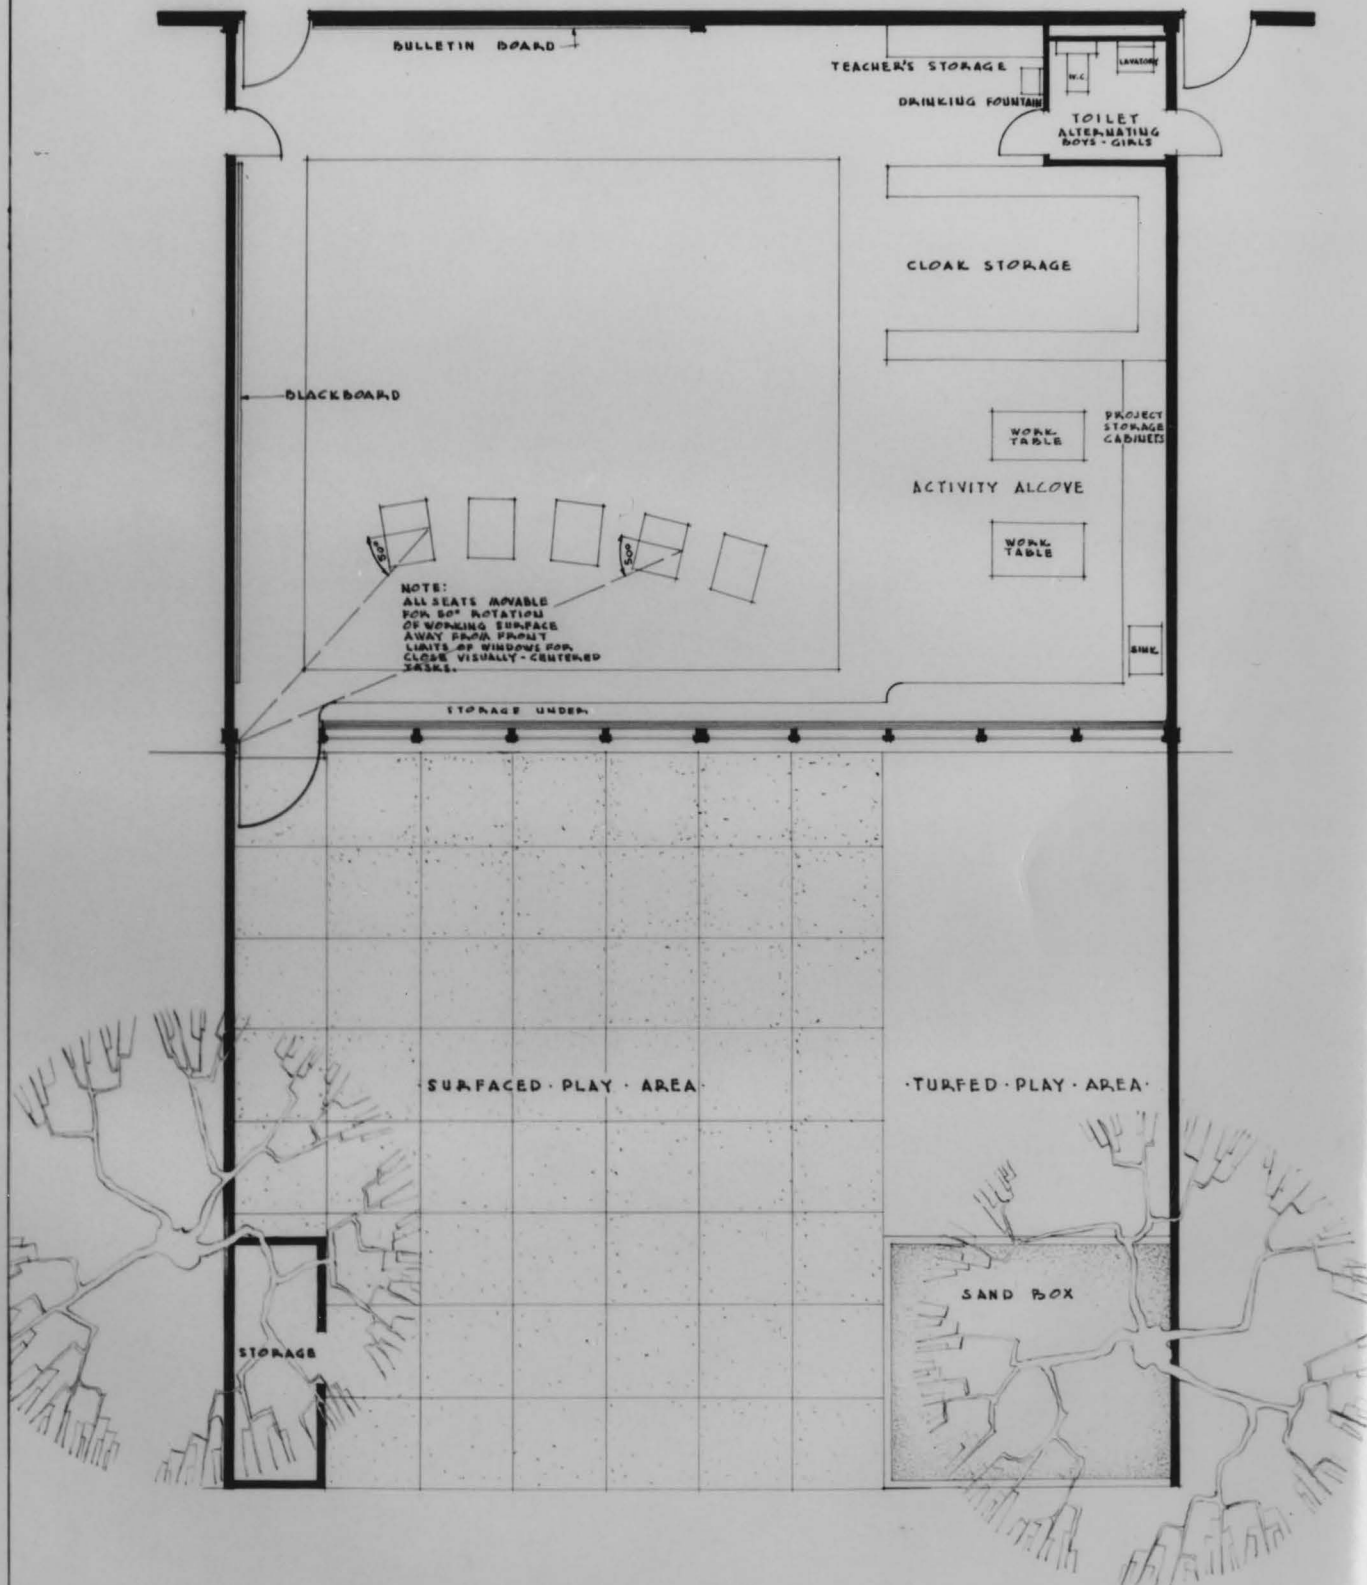 BULLETIN BOARD
TEACHER'S STORAGE
DRINKING FOUNTAIN
W.C.
LAVATORY
TOILET
ALTERNATING
BOYS - GIRLS
CLOAK STORAGE
BLACKBOARD
PROJECT
STORAGE
CABINETS
WORK
TABLE
ACTIVITY ALCOVE
WORK
TABLE
50°
50°
NOTE:
ALL SEATS MOVABLE
FOR 50° ROTATION
OF WORKING SURFACE
AWAY FROM FRONT
LIMITS OF WINDOWS FOR
CLOSE VISUALLY-CENTERED
TASKS.
SINK
STORAGE UNDER
·SURFACED·PLAY·AREA·
·TURFED·PLAY·AREA·
SAND BOX
STORAGE